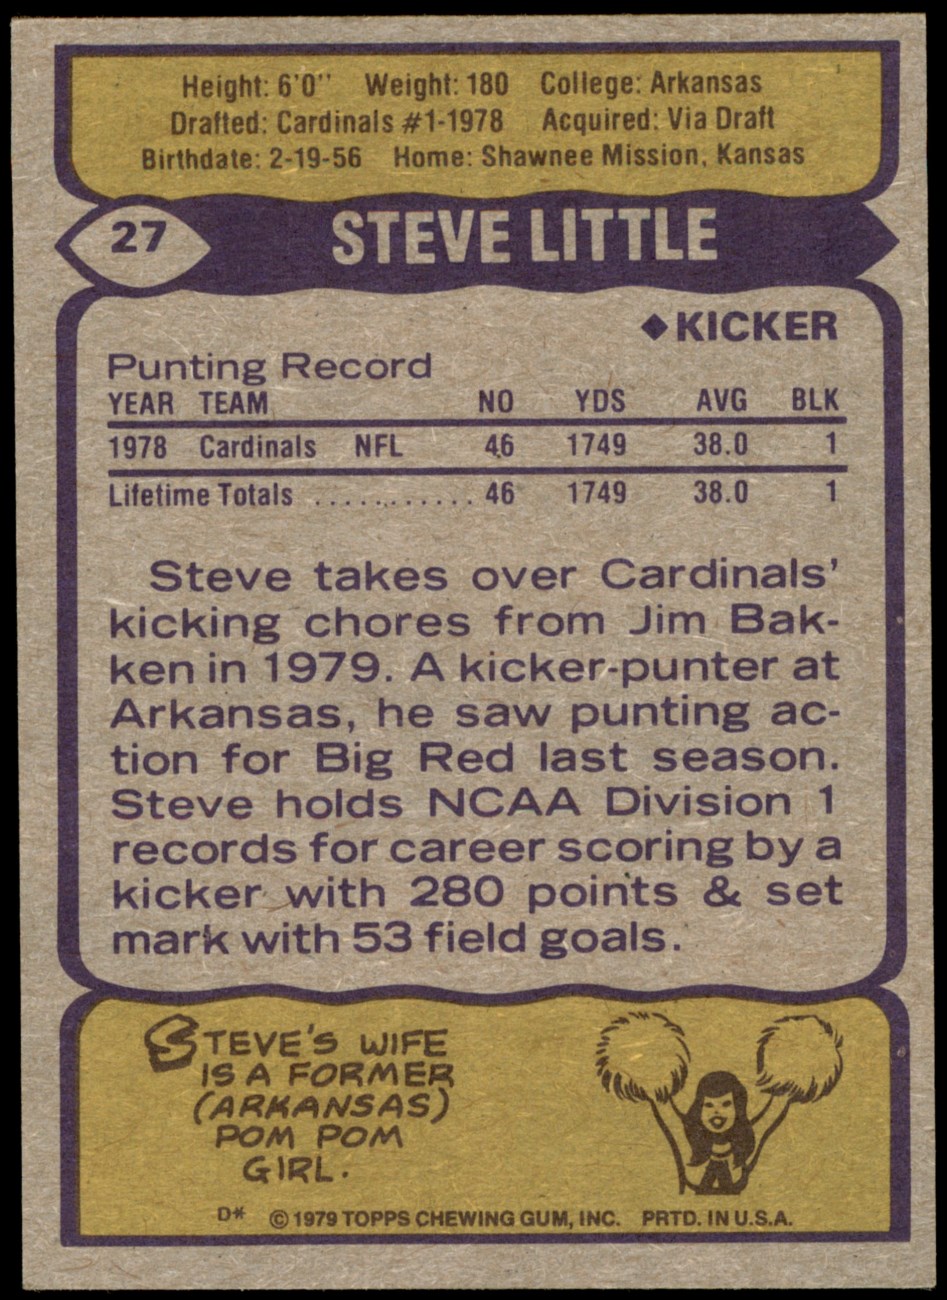 Height: 6'0" Weight: 180 College: Arkansas
Drafted: Cardinals #1-1978 Acquired: Via Draft
Birthdate: 2-19-56 Home: Shawnee Mission, Kansas
27 STEVE LITTLE
◆KICKER
Punting Record
YEAR TEAM NO YDS AVG BLK
1978 Cardinals NFL 46 1749 38.0 1
Lifetime Totals ........... 46 1749 38.0 1
Steve takes over Cardinals'
kicking chores from Jim Bak-
ken in 1979. A kicker-punter at
Arkansas, he saw punting ac-
tion for Big Red last season.
Steve holds NCAA Division 1
records for career scoring by a
kicker with 280 points & set
mark with 53 field goals.
STEVE'S WIFE
IS A FORMER
(ARKANSAS)
POM POM
GIRL.
D* © 1979 TOPPS CHEWING GUM, INC. PRTD. IN U.S.A.